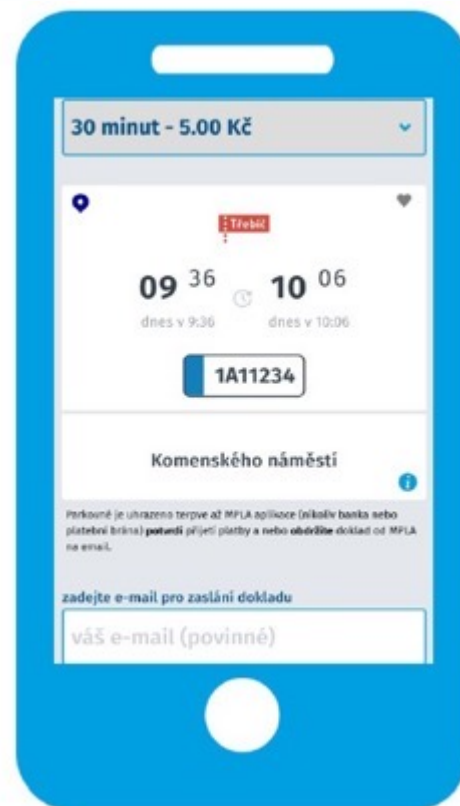 30 minut - 5.00 Kč
Třebíč
09 36 10 06
dnes v 9:36 dnes v 10:06
1A11234
Komenského náměstí
Parkovné je uhrazeno terpve až MPLA aplikace (nikoliv banka nebo
platební brána) potvrdí přijetí platby a nebo obdržíte doklad od MPLA
na email.
zadejte e-mail pro zaslání dokladu
váš e-mail (povinné)